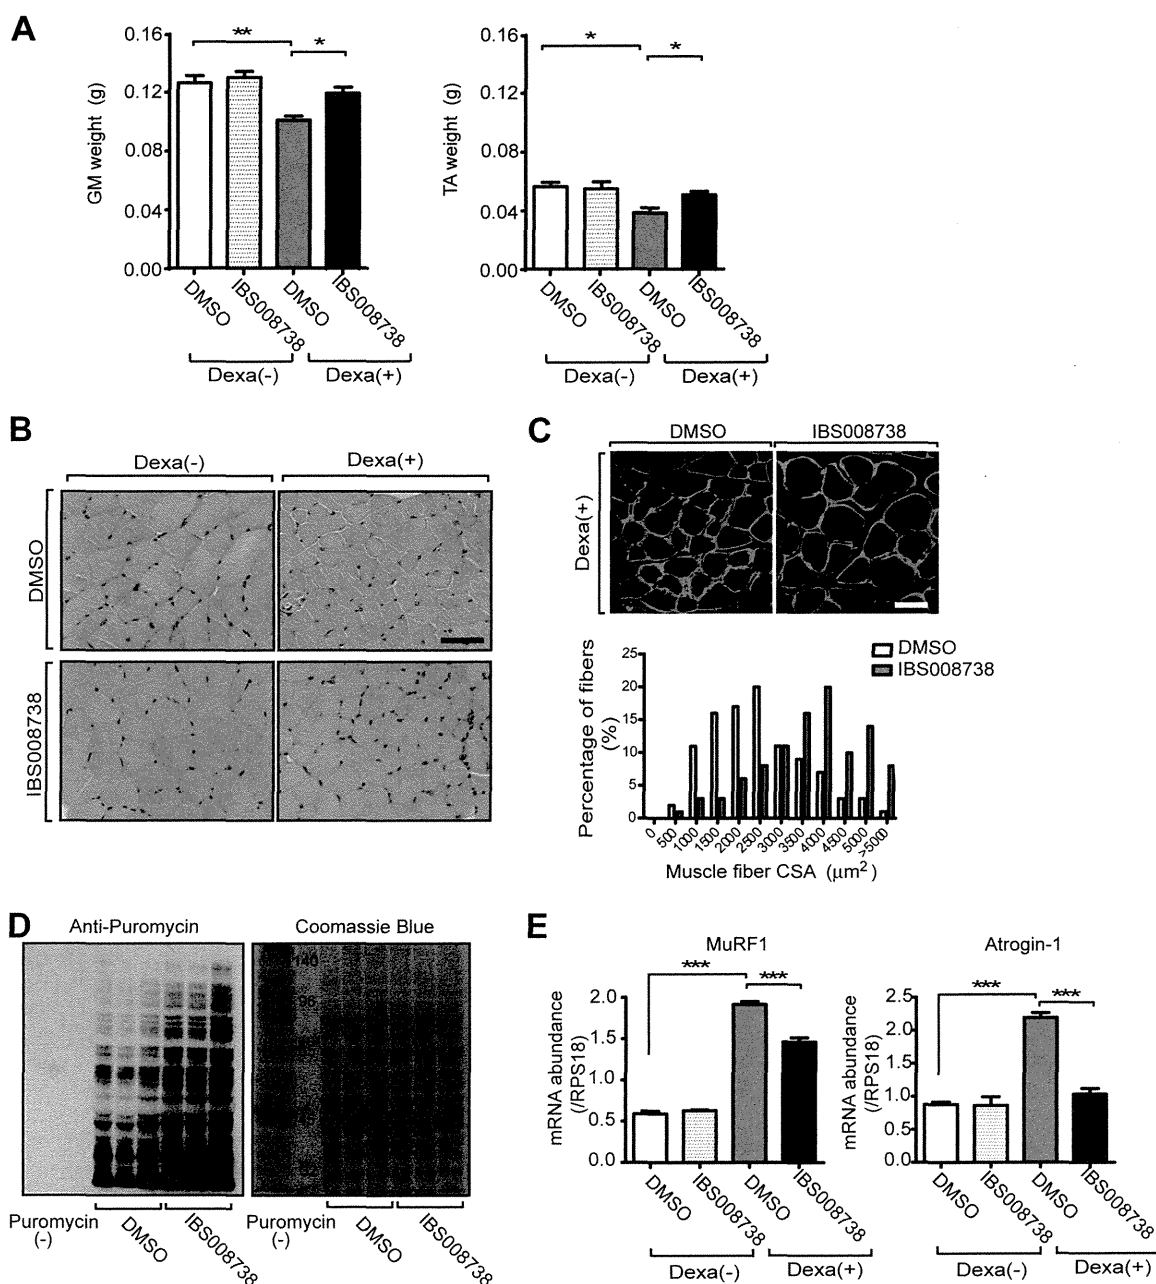 A
0.16
0.12
0.08
0.04
0.00
GM weight (g)
**
*
DMSO
IBS008738
DMSO
IBS008738
Dexa(-)
Dexa(+)
0.16
0.12
0.08
0.04
0.00
TA weight (g)
*
*
DMSO
IBS008738
DMSO
IBS008738
Dexa(-)
Dexa(+)
B
Dexa(-)
Dexa(+)
DMSO
IBS008738
C
DMSO
IBS008738
Dexa(+)
DMSO
IBS008738
25
20
15
10
5
0
Percentage of fibers
(%)
0
500
1000
1500
2000
2500
3000
3500
4000
4500
5000
>5000
Muscle fiber CSA (μm2)
D
Anti-Puromycin
Coomassie Blue
140
96
Puromycin
(-)
DMSO
IBS008738
Puromycin
(-)
DMSO
IBS008738
E
MuRF1
***
***
2.0
1.5
1.0
0.5
0.0
mRNA abundance
(/RPS18)
DMSO
IBS008738
DMSO
IBS008738
Dexa(-)
Dexa(+)
Atrogin-1
***
***
2.5
2.0
1.5
1.0
0.5
0.0
mRNA abundance
(/RPS18)
DMSO
IBS008738
DMSO
IBS008738
Dexa(-)
Dexa(+)